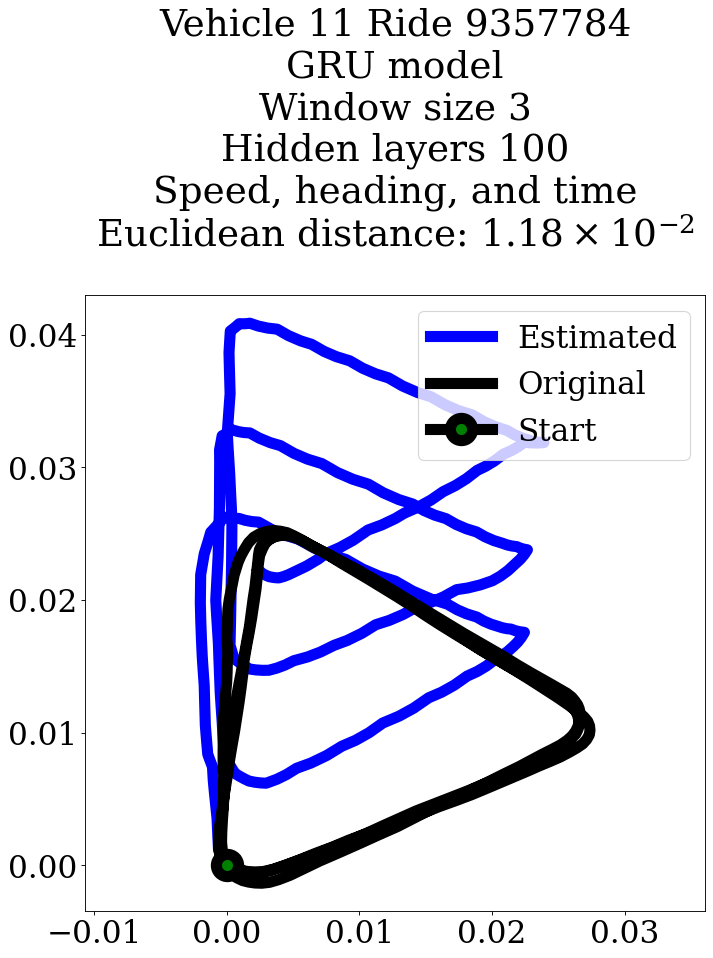 Vehicle 11 Ride 9357784
GRU model
Window size 3
Hidden layers 100
Speed, heading, and time
Euclidean distance: 1.18 × 10⁻²
Estimated
Original
Start
0.04
0.03
0.02
0.01
0.00
−0.01 0.00 0.01 0.02 0.03